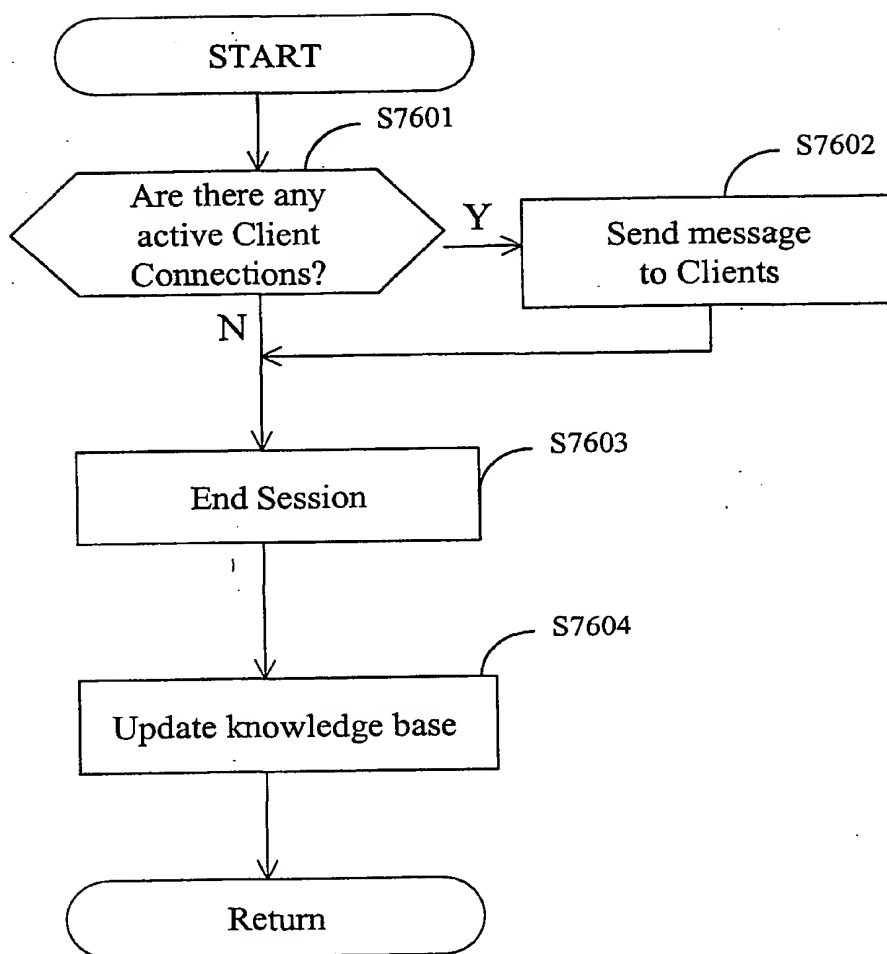 START
S7601
S7602
Are there any
active Client
Connections?
Y
Send message
to Clients
N
S7603
End Session
S7604
Update knowledge base
Return